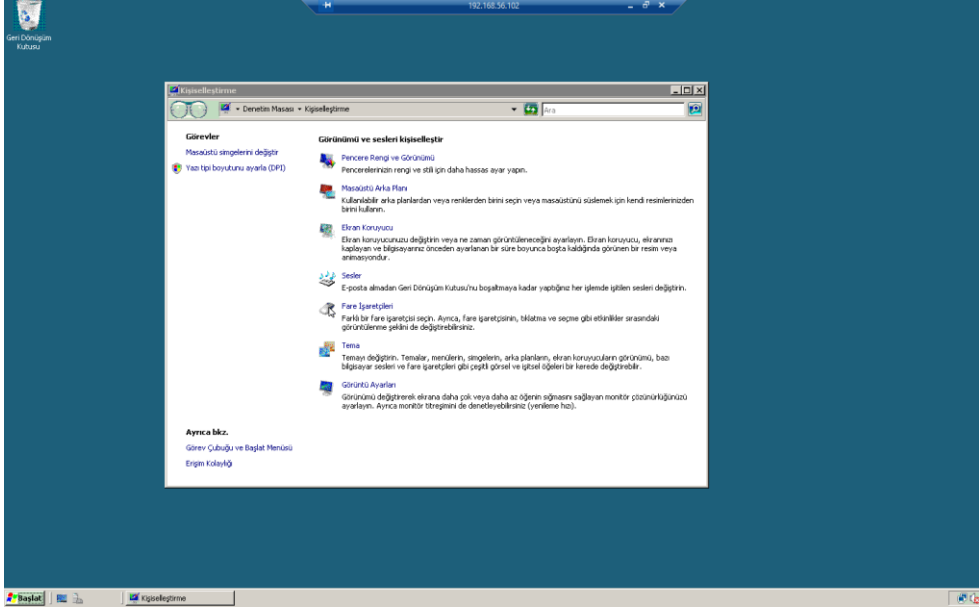 192.168.56.102
Geri Dönüşüm
Kutusu
Kişiselleştirme
Denetim Masası
Kişiselleştirme
Ara
Görevler
Masaüstü simgelerini değiştir
Yazı tipi boyutunu ayarla (DPI)
Görünümü ve sesleri kişiselleştir
Pencere Rengi ve Görünümü
Pencerelerinizin rengi ve stili için daha hassas ayar yapın.
Masaüstü Arka Planı
Kullanılabilir arka planlardan veya renklerden birini seçin veya masaüstünü süslemek için kendi resimlerinizden
birini kullanın.
Ekran Koruyucu
Ekran koruyucunuzu değiştirin veya ne zaman görüntüleneceğini ayarlayın. Ekran koruyucu, ekranınızı
kaplayan ve bilgisayarınız önceden ayarlanan bir süre boyunca boşta kaldığında görünen bir resim veya
animasyondur.
Sesler
E-posta almadan Geri Dönüşüm Kutusu'nu boşaltmaya kadar yaptığınız her işlemde işitilen sesleri değiştirin.
Fare İşaretçileri
Farklı bir fare işaretçisi seçin. Ayrıca, fare işaretçisinin, tıklatma ve seçme gibi etkinlikler sırasındaki
görüntülenme şeklini de değiştirebilirsiniz.
Tema
Temayı değiştirin. Temalar, menülerin, simgelerin, arka planların, ekran koruyucuların görünümü, bazı
bilgisayar sesleri ve fare işaretçileri gibi çeşitli görsel ve işitsel öğeleri bir kerede değiştirebilir.
Görüntü Ayarları
Görünümü değiştirerek ekrana daha çok veya daha az öğenin sığmasını sağlayan monitör çözünürlüğünüzü
ayarlayın. Ayrıca monitör titreşimini de denetleyebilirsiniz (yenileme hızı).
Ayrıca bkz.
Görev Çubuğu ve Başlat Menüsü
Erişim Kolaylığı
Başlat
Kişiselleştirme